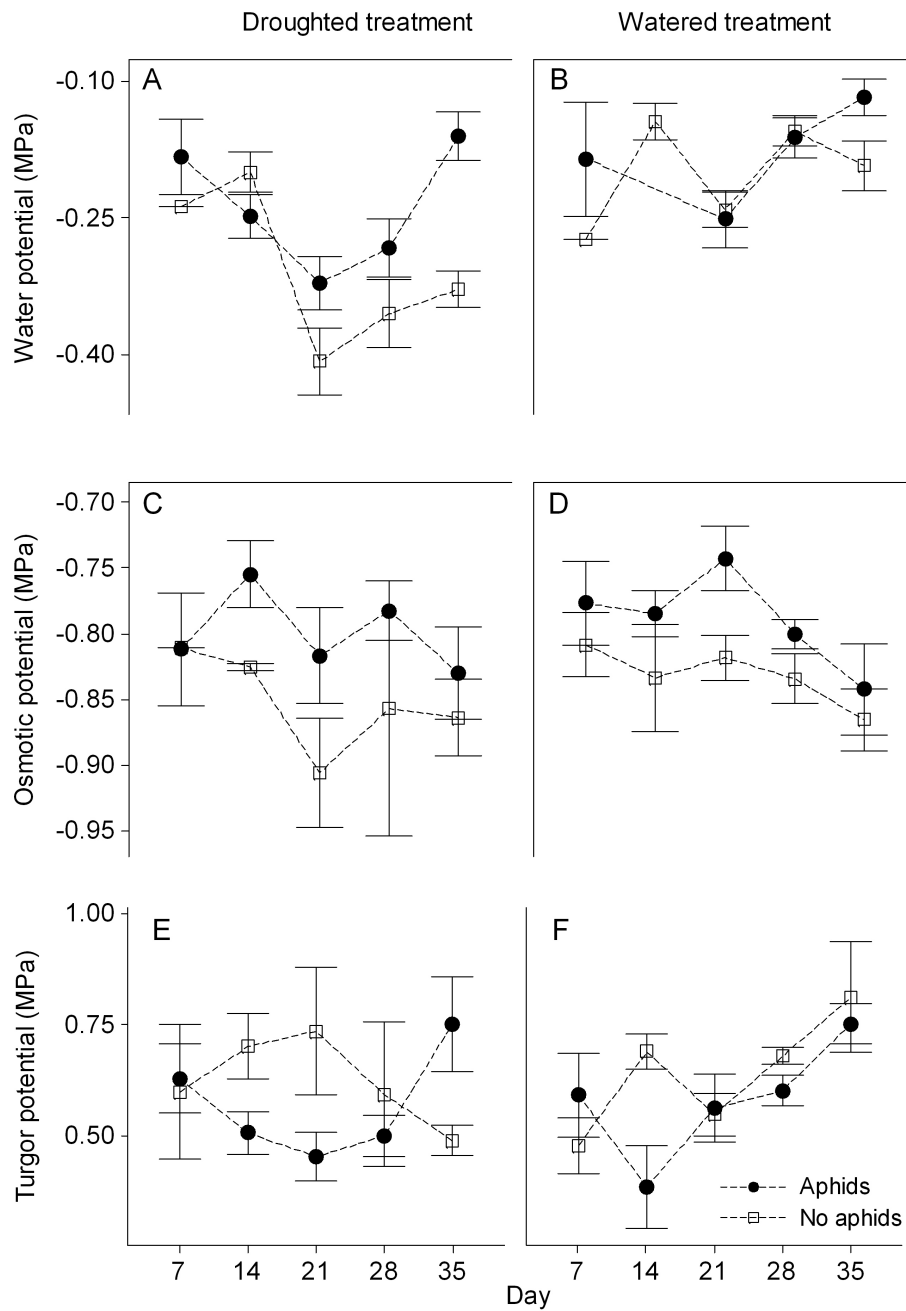 Droughted treatment Watered treatment
A B
-0.10
-0.25
-0.40
Water potential (MPa)
C D
-0.70
-0.75
-0.80
-0.85
-0.90
-0.95
Osmotic potential (MPa)
E F
1.00
0.75
0.50
Turgor potential (MPa)
Aphids
No aphids
7 14 21 28 35 7 14 21 28 35
Day